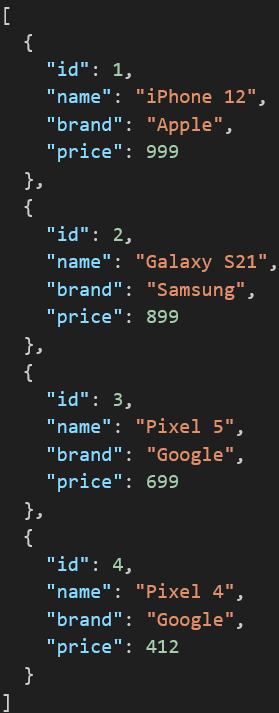 [
  {
    "id": 1,
    "name": "iPhone 12",
    "brand": "Apple",
    "price": 999
  },
  {
    "id": 2,
    "name": "Galaxy S21",
    "brand": "Samsung",
    "price": 899
  },
  {
    "id": 3,
    "name": "Pixel 5",
    "brand": "Google",
    "price": 699
  },
  {
    "id": 4,
    "name": "Pixel 4",
    "brand": "Google",
    "price": 412
  }
]